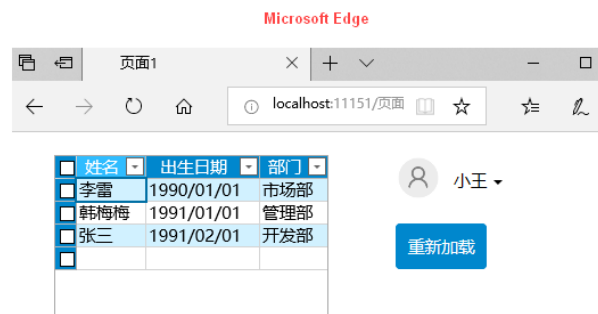 Microsoft Edge
页面1
localhost:11151/页面
姓名 出生日期 部门
小王
李雷 1990/01/01 市场部
韩梅梅 1991/01/01 管理部
张三 1991/02/01 开发部
重新加载